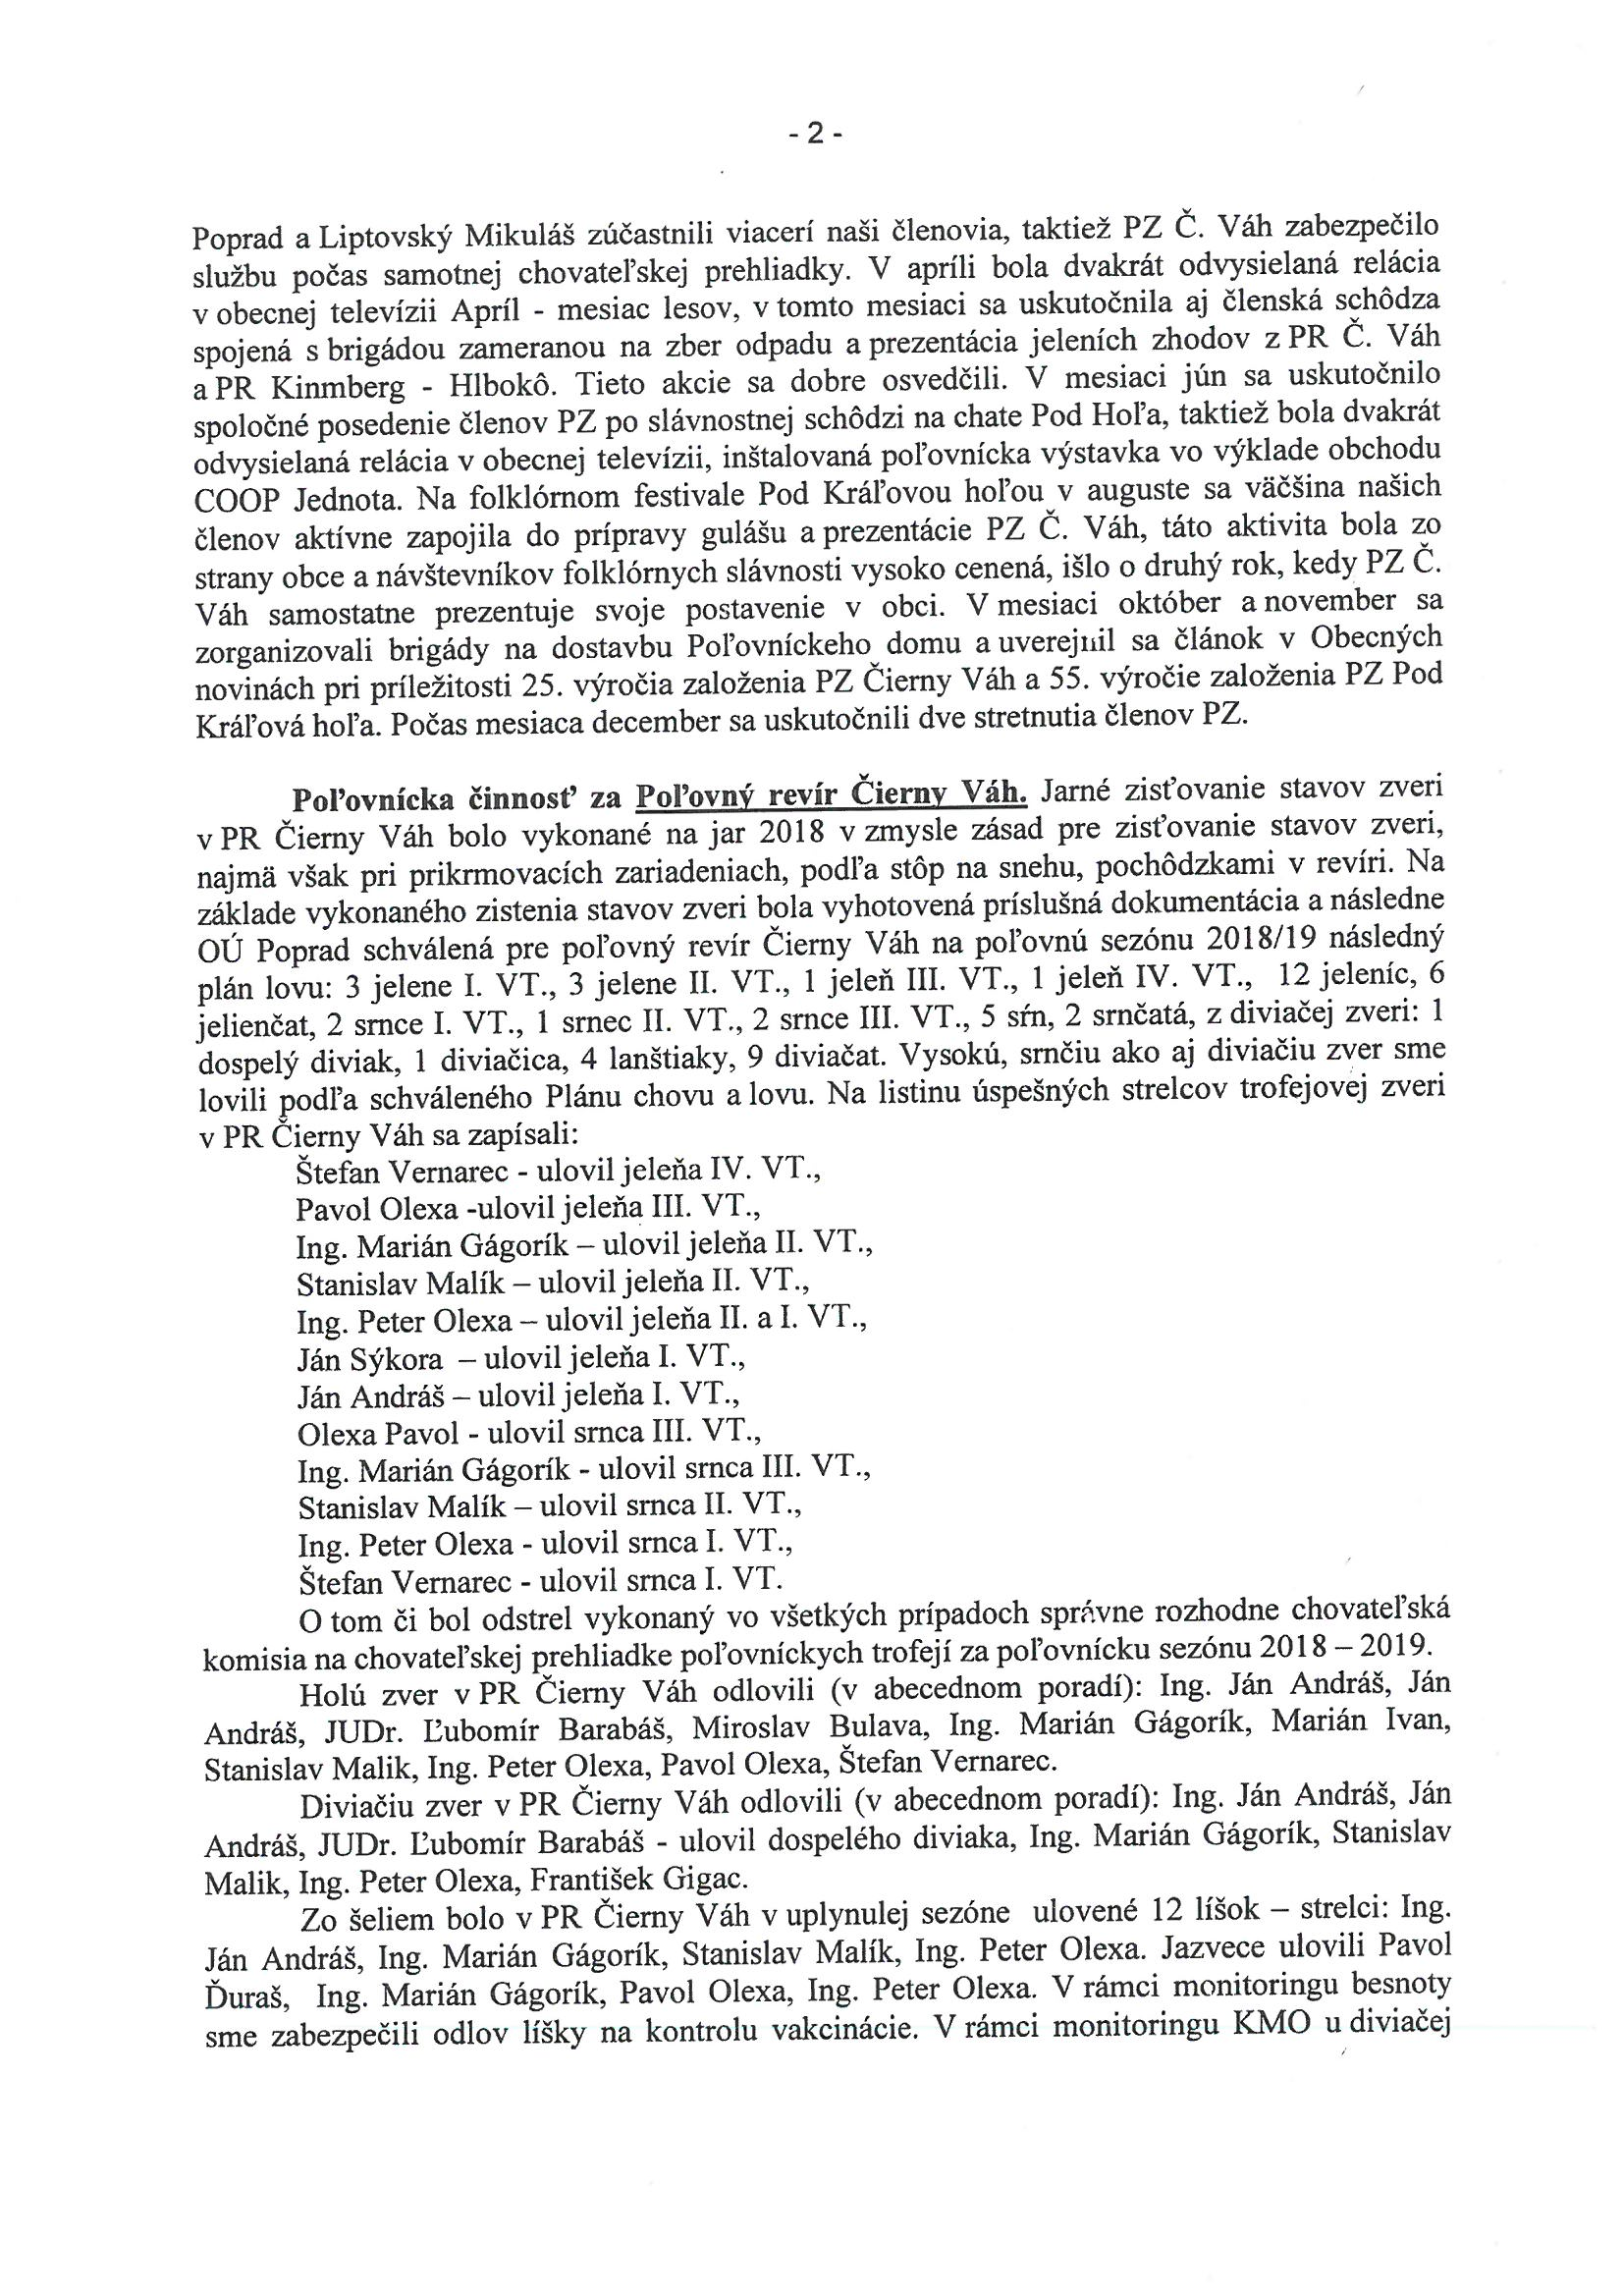 - 2 -
Poprad a Liptovský Mikuláš zúčastnili viacerí naši členovia, taktiež PZ Č. Váh zabezpečilo
službu počas samotnej chovateľskej prehliadky. V apríli bola dvakrát odvysielaná relácia
v obecnej televízii Apríl - mesiac lesov, v tomto mesiaci sa uskutočnila aj členská schôdza
spojená s brigádou zameranou na zber odpadu a prezentácia jeleních zhodov z PR Č. Váh
a PR Kinmberg - Hlbokô. Tieto akcie sa dobre osvedčili. V mesiaci jún sa uskutočnilo
spoločné posedenie členov PZ po slávnostnej schôdzi na chate Pod Hoľa, taktiež bola dvakrát
odvysielaná relácia v obecnej televízii, inštalovaná poľovnícka výstavka vo výklade obchodu
COOP Jednota. Na folklórnom festivale Pod Kráľovou hoľou v auguste sa väčšina našich
členov aktívne zapojila do prípravy gulášu a prezentácie PZ Č. Váh, táto aktivita bola zo
strany obce a návštevníkov folklórnych slávnosti vysoko cenená, išlo o druhý rok, kedy PZ Č.
Váh samostatne prezentuje svoje postavenie v obci. V mesiaci október a november sa
zorganizovali brigády na dostavbu Poľovníckeho domu a uverejnil sa článok v Obecných
novinách pri príležitosti 25. výročia založenia PZ Čierny Váh a 55. výročie založenia PZ Pod
Kráľová hoľa. Počas mesiaca december sa uskutočnili dve stretnutia členov PZ.
Poľovnícka činnosť za Poľovný revír Čierny Váh. Jarné zisťovanie stavov zveri
v PR Čierny Váh bolo vykonané na jar 2018 v zmysle zásad pre zisťovanie stavov zveri,
najmä však pri prikrmovacích zariadeniach, podľa stôp na snehu, pochôdzkami v revíri. Na
základe vykonaného zistenia stavov zveri bola vyhotovená príslušná dokumentácia a následne
OÚ Poprad schválená pre poľovný revír Čierny Váh na poľovnú sezónu 2018/19 následný
plán lovu: 3 jelene I. VT., 3 jelene II. VT., 1 jeleň III. VT., 1 jeleň IV. VT., 12 jeleníc, 6
jelienčat, 2 srnce I. VT., 1 srnec II. VT., 2 srnce III. VT., 5 sŕn, 2 srnčatá, z diviačej zveri: 1
dospelý diviak, 1 diviačica, 4 lanštiaky, 9 diviačat. Vysokú, srnčiu ako aj diviačiu zver sme
lovili podľa schváleného Plánu chovu a lovu. Na listinu úspešných strelcov trofejovej zveri
v PR Čierny Váh sa zapísali:
Štefan Vernarec - ulovil jeleňa IV. VT.,
Pavol Olexa -ulovil jeleňa III. VT.,
Ing. Marián Gágorík – ulovil jeleňa II. VT.,
Stanislav Malík – ulovil jeleňa II. VT.,
Ing. Peter Olexa – ulovil jeleňa II. a I. VT.,
Ján Sýkora – ulovil jeleňa I. VT.,
Ján Andráš – ulovil jeleňa I. VT.,
Olexa Pavol - ulovil srnca III. VT.,
Ing. Marián Gágorík - ulovil srnca III. VT.,
Stanislav Malík – ulovil srnca II. VT.,
Ing. Peter Olexa - ulovil srnca I. VT.,
Štefan Vernarec - ulovil srnca I. VT.
O tom či bol odstrel vykonaný vo všetkých prípadoch správne rozhodne chovateľská
komisia na chovateľskej prehliadke poľovníckych trofejí za poľovnícku sezónu 2018 – 2019.
Holú zver v PR Čierny Váh odlovili (v abecednom poradí): Ing. Ján Andráš, Ján
Andráš, JUDr. Ľubomír Barabáš, Miroslav Bulava, Ing. Marián Gágorík, Marián Ivan,
Stanislav Malik, Ing. Peter Olexa, Pavol Olexa, Štefan Vernarec.
Diviačiu zver v PR Čierny Váh odlovili (v abecednom poradí): Ing. Ján Andráš, Ján
Andráš, JUDr. Ľubomír Barabáš - ulovil dospelého diviaka, Ing. Marián Gágorík, Stanislav
Malik, Ing. Peter Olexa, František Gigac.
Zo šeliem bolo v PR Čierny Váh v uplynulej sezóne ulovené 12 líšok – strelci: Ing.
Ján Andráš, Ing. Marián Gágorík, Stanislav Malík, Ing. Peter Olexa. Jazvece ulovili Pavol
Ďuraš, Ing. Marián Gágorík, Pavol Olexa, Ing. Peter Olexa. V rámci monitoringu besnoty
sme zabezpečili odlov líšky na kontrolu vakcinácie. V rámci monitoringu KMO u diviačej